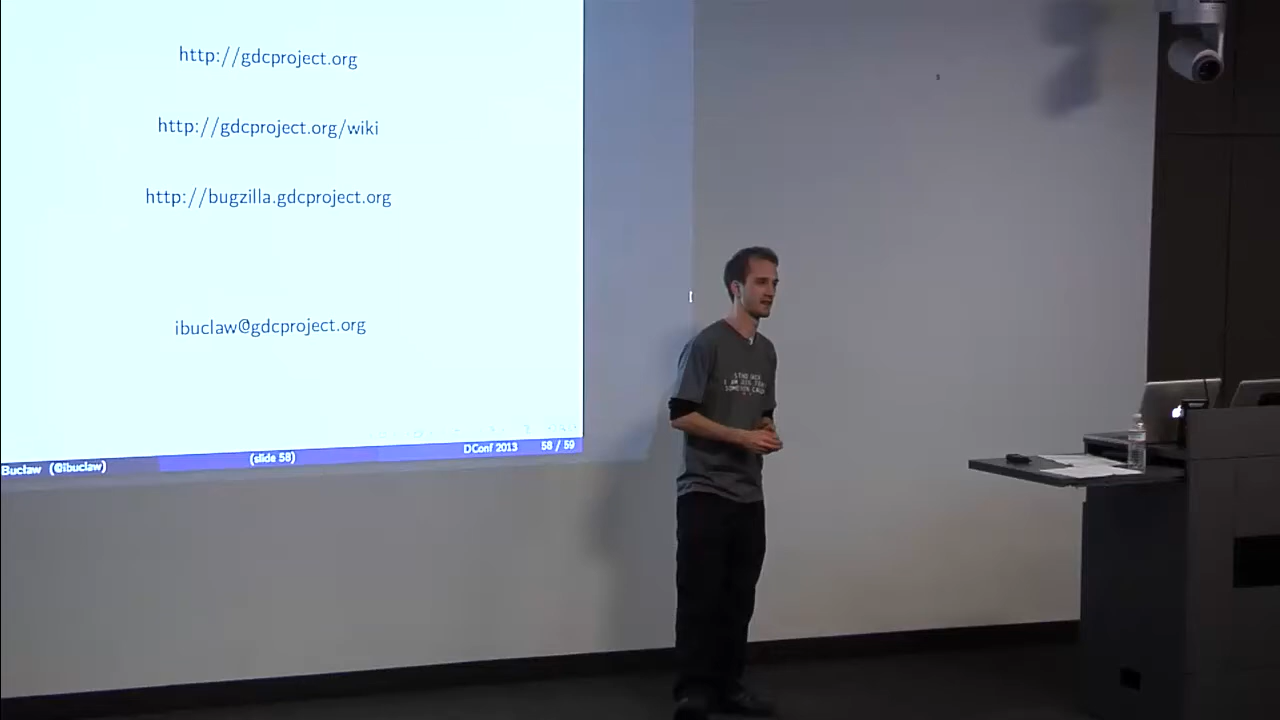 http://gdcproject.org
http://gdcproject.org/wiki
http://bugzilla.gdcproject.org
ibuclaw@gdcproject.org
Buclaw (@ibuclaw) (slide 58) DConf 2013 58 / 59
I AM